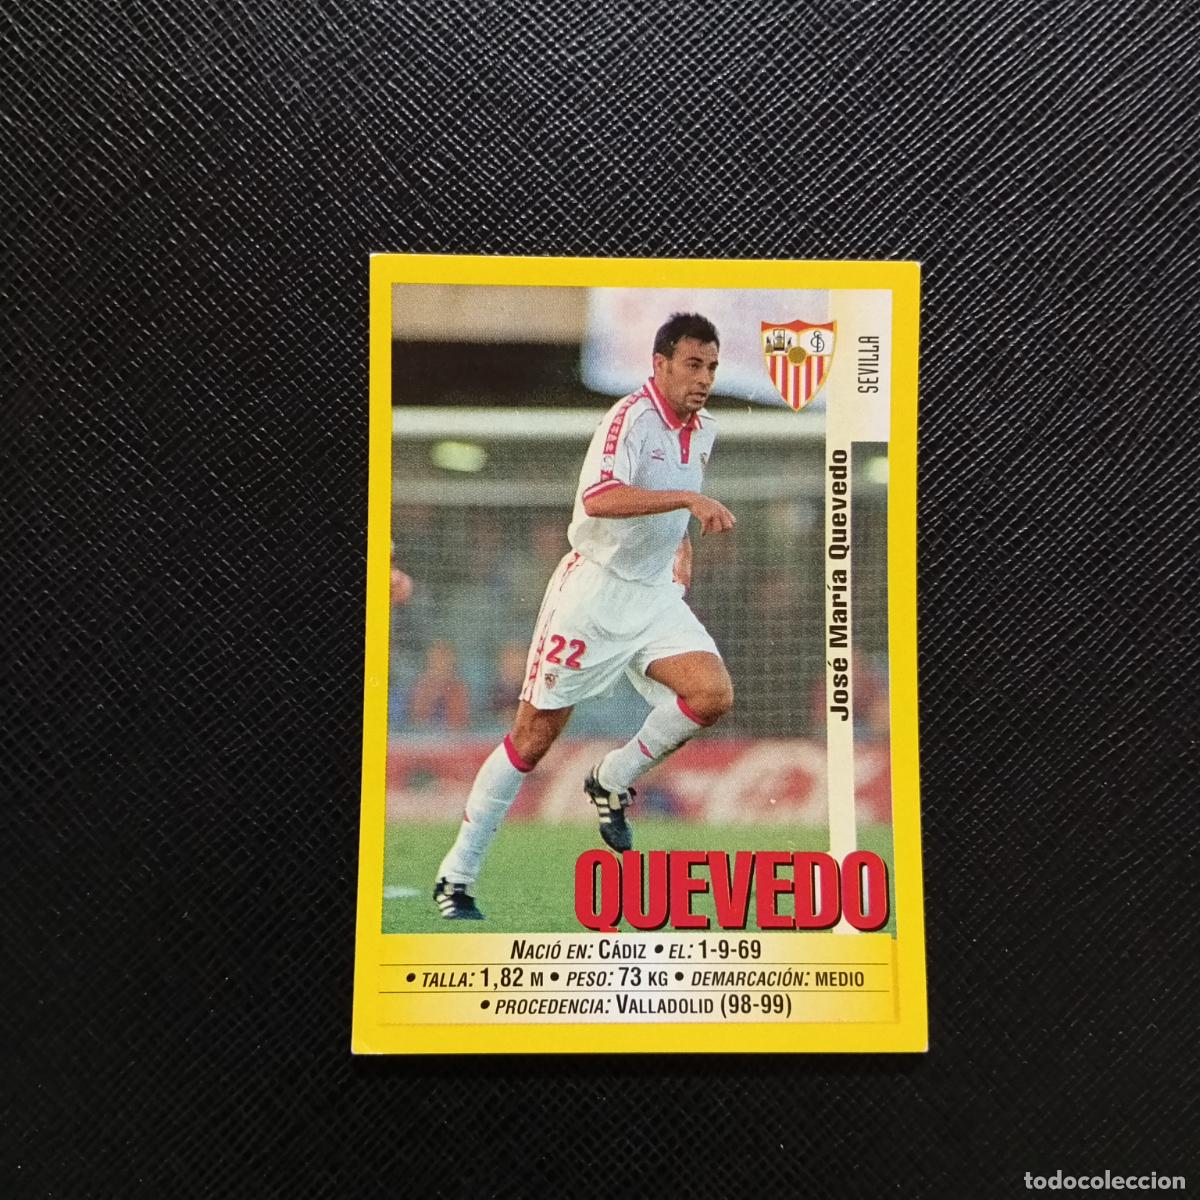 SEVILLA
José María Quevedo
22
QUEVEDO
NACIÓ EN: CÁDIZ • EL: 1-9-69
• TALLA: 1,82 M • PESO: 73 KG • DEMARCACIÓN: MEDIO
• PROCEDENCIA: VALLADOLID (98-99)
todocoleccion